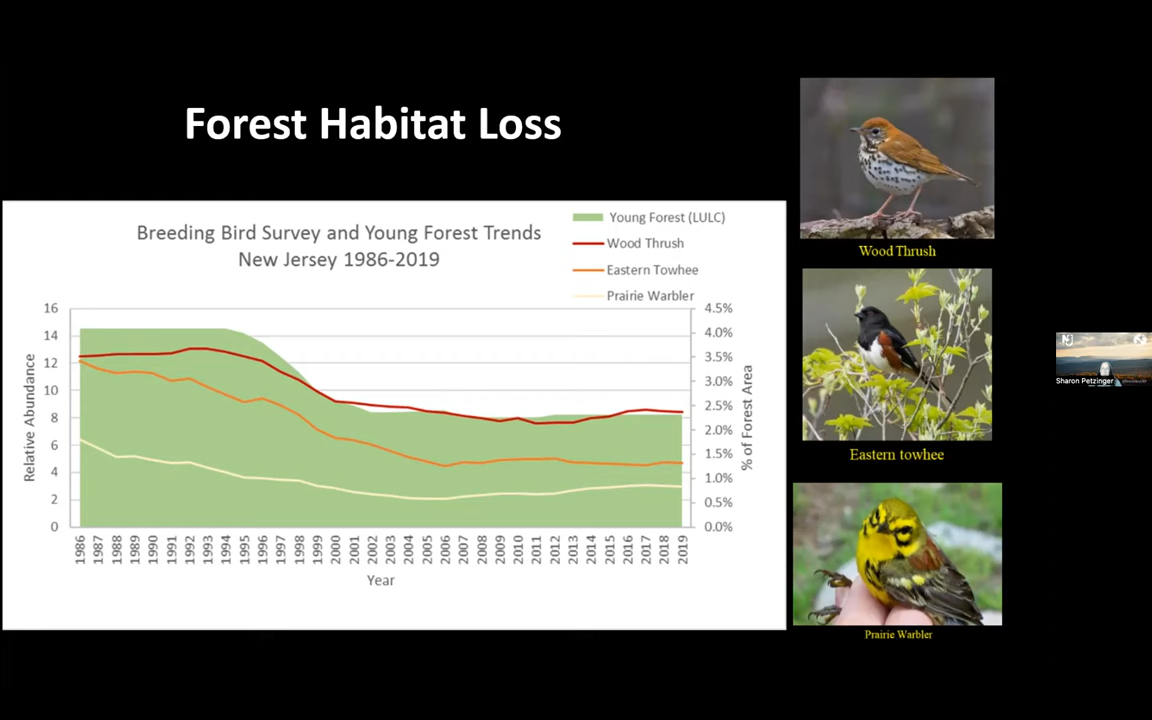 Forest Habitat Loss
Breeding Bird Survey and Young Forest Trends
New Jersey 1986-2019
Young Forest (LULC)
Wood Thrush
Eastern Towhee
Prairie Warbler
16
14
12
10
8
6
4
2
0
Relative Abundance
4.5%
4.0%
3.5%
3.0%
2.5%
2.0%
1.5%
1.0%
0.5%
0.0%
% of Forest Area
1986 1987 1988 1989 1990 1991 1992 1993 1994 1995 1996 1997 1998 1999 2000 2001 2002 2003 2004 2005 2006 2007 2008 2009 2010 2011 2012 2013 2014 2015 2016 2017 2018 2019
Year
Wood Thrush
Eastern towhee
Prairie Warbler
NJ
Sharon Petzinger